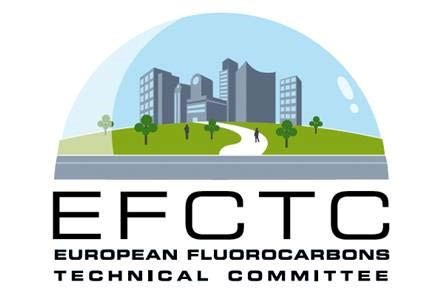 EFCTC
EUROPEAN FLUOROCARBONS
TECHNICAL COMMITTEE